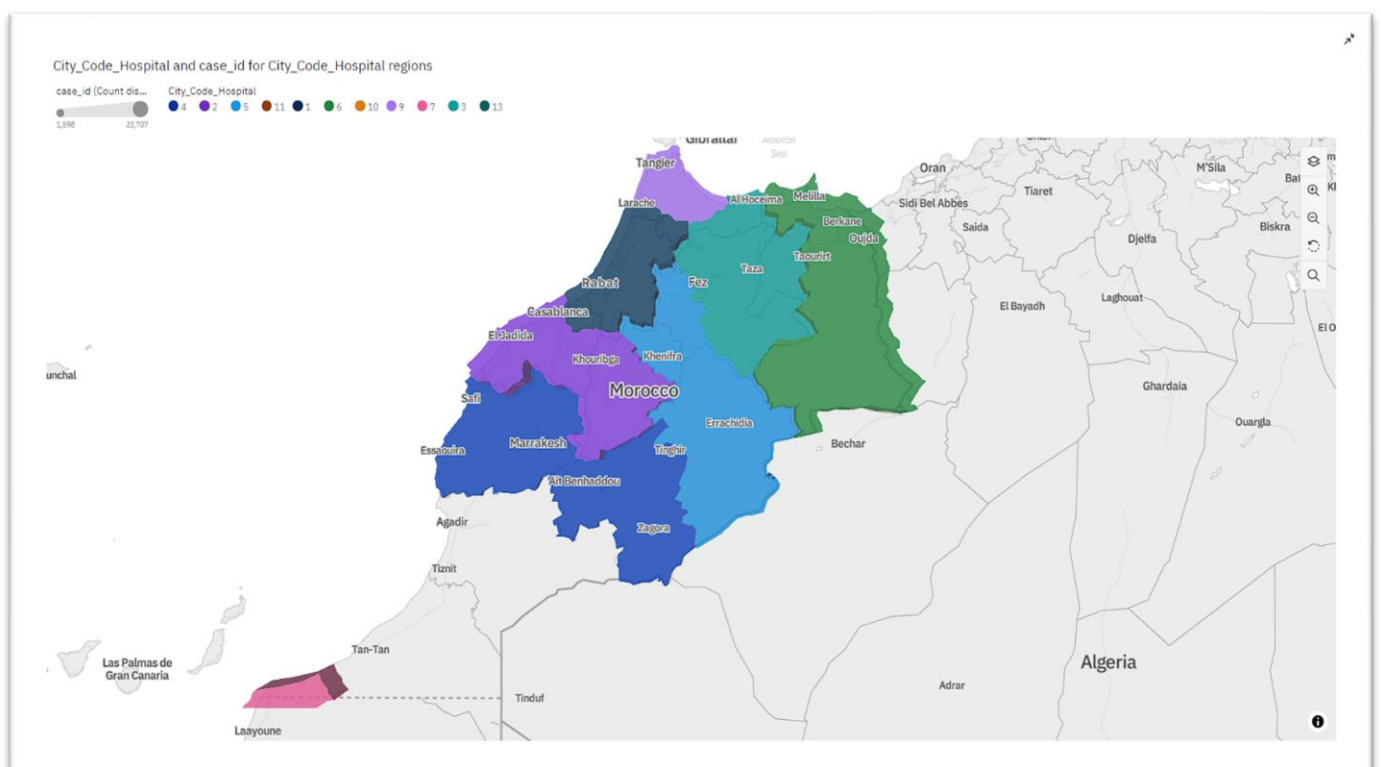 City_Code_Hospital and case_id for City_Code_Hospital regions
case_id (Count dis... City_Code_Hospital
4 2 5 11 1 6 10 9 7 3 13
1,898 23,707
Gibraltar
Alboran
Sea
Tangier
Oran
M'Sila
Tiaret
Larache
Al Hoceima
Melilla
Sidi Bel Abbes
Berkane
Saida
Biskra
Oujda
Djelfa
Taourirt
Taza
Rabat
Fez
Laghouat
El Bayadh
Casablanca
El Jadida
El O
Khouribga
Khenifra
unchal
Morocco
Ghardaia
Safi
Errachidia
Ouargla
Marrakesh
Bechar
Essaouira
Tinghir
Ait Benhaddou
Agadir
Zagora
Tiznit
Tan-Tan
Las Palmas de
Gran Canaria
Algeria
Adrar
Tinduf
Laayoune